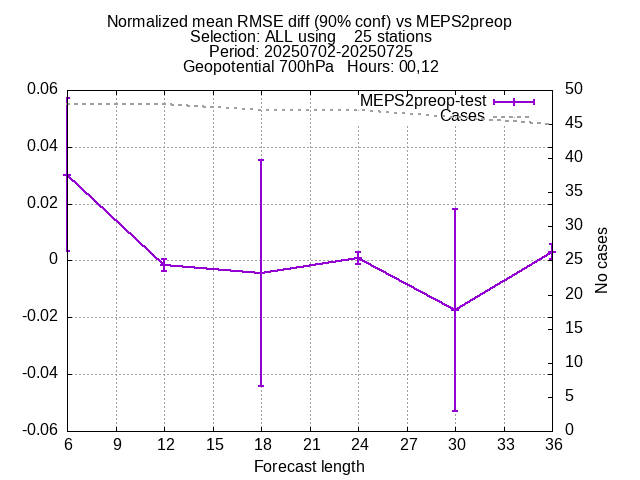 Normalized mean RMSE diff (90% conf) vs MEPS2preop
Selection: ALL using    25 stations
Period: 20250702-20250725
Geopotential 700hPa   Hours: 00,12
MEPS2preop-test
Cases
0.06
0.04
0.02
0
-0.02
-0.04
-0.06
50
45
40
35
30
25
20
15
10
5
0
No cases
6 9 12 15 18 21 24 27 30 33 36
Forecast length